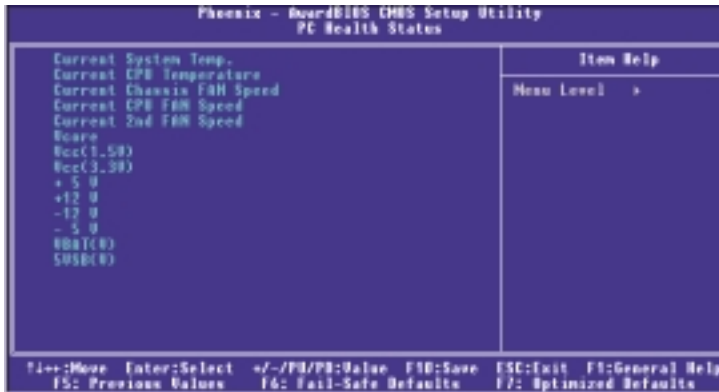 Phoenix - AwardBIOS CMOS Setup Utility
PC Health Status
Current System Temp.
Current CPU Temperature
Current Chassis FAN Speed
Current CPU FAN Speed
Current 2nd FAN Speed
Vcore
Vcc(1.5V)
Vcc(3.3V)
+ 5 V
+12 V
-12 V
- 5 V
VBAT(V)
5VSB(V)
Item Help
Menu Level ▸
↑↓→←:Move Enter:Select +/-/PU/PD:Value F10:Save ESC:Exit F1:General Help
F5: Previous Values F6: Fail-Safe Defaults F7: Optimized Defaults